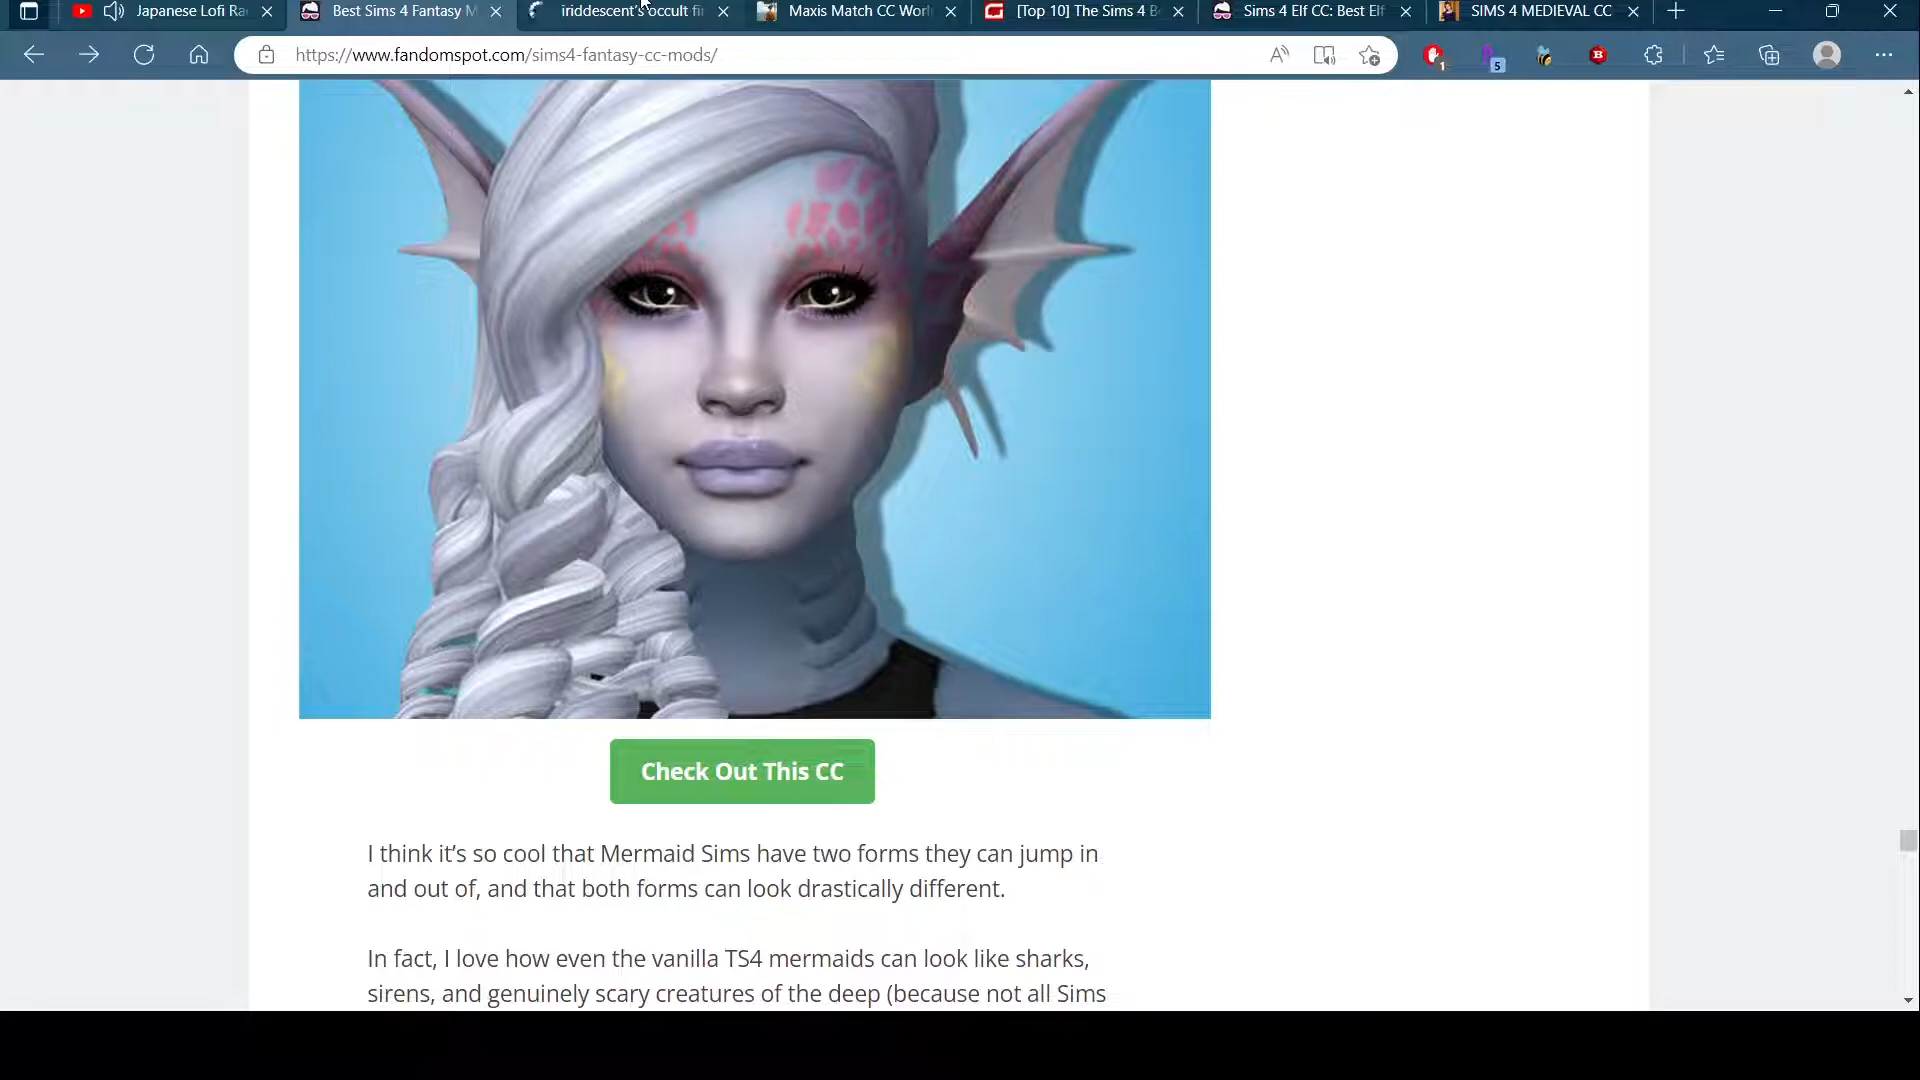 Japanese Lofi Ra
Best Sims 4 Fantasy M
iriddescent's occult fi
Maxis Match CC Worl
[Top 10] The Sims 4 B
Sims 4 Elf CC: Best Elf
SIMS 4 MEDIEVAL CC
https://www.fandomspot.com/sims4-fantasy-cc-mods/
A
1
5
B
Check Out This CC
I think it's so cool that Mermaid Sims have two forms they can jump in
and out of, and that both forms can look drastically different.
In fact, I love how even the vanilla TS4 mermaids can look like sharks,
sirens, and genuinely scary creatures of the deep (because not all Sims